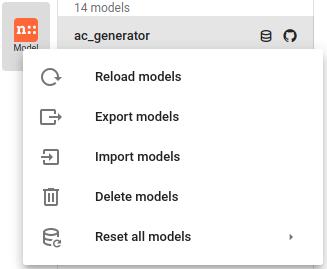 14 models
n::
Model
ac_generator
Reload models
Export models
Import models
Delete models
Reset all models